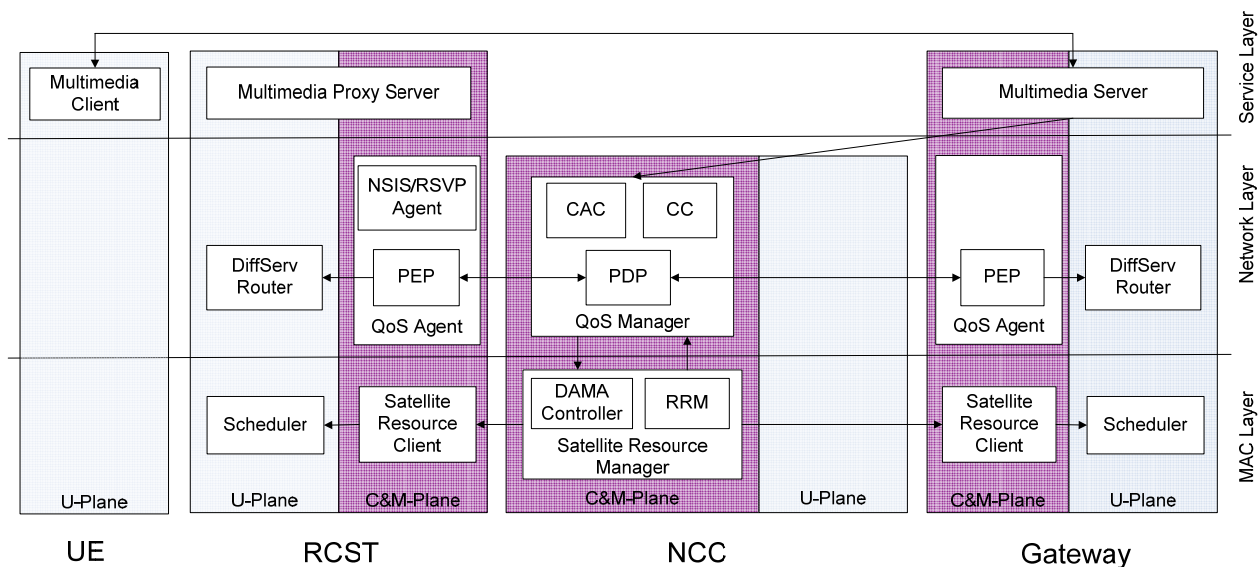 Service Layer
Multimedia
Client
Multimedia Proxy Server
Multimedia Server
Network Layer
NSIS/RSVP
Agent
CAC
CC
DiffServ
Router
PEP
PDP
PEP
DiffServ
Router
QoS Agent
QoS Manager
QoS Agent
MAC Layer
Scheduler
Satellite
Resource
Client
DAMA
Controller
RRM
Satellite Resource
Manager
Satellite
Resource
Client
Scheduler
U-Plane
U-Plane
C&M-Plane
C&M-Plane
U-Plane
C&M-Plane
U-Plane
UE
RCST
NCC
Gateway